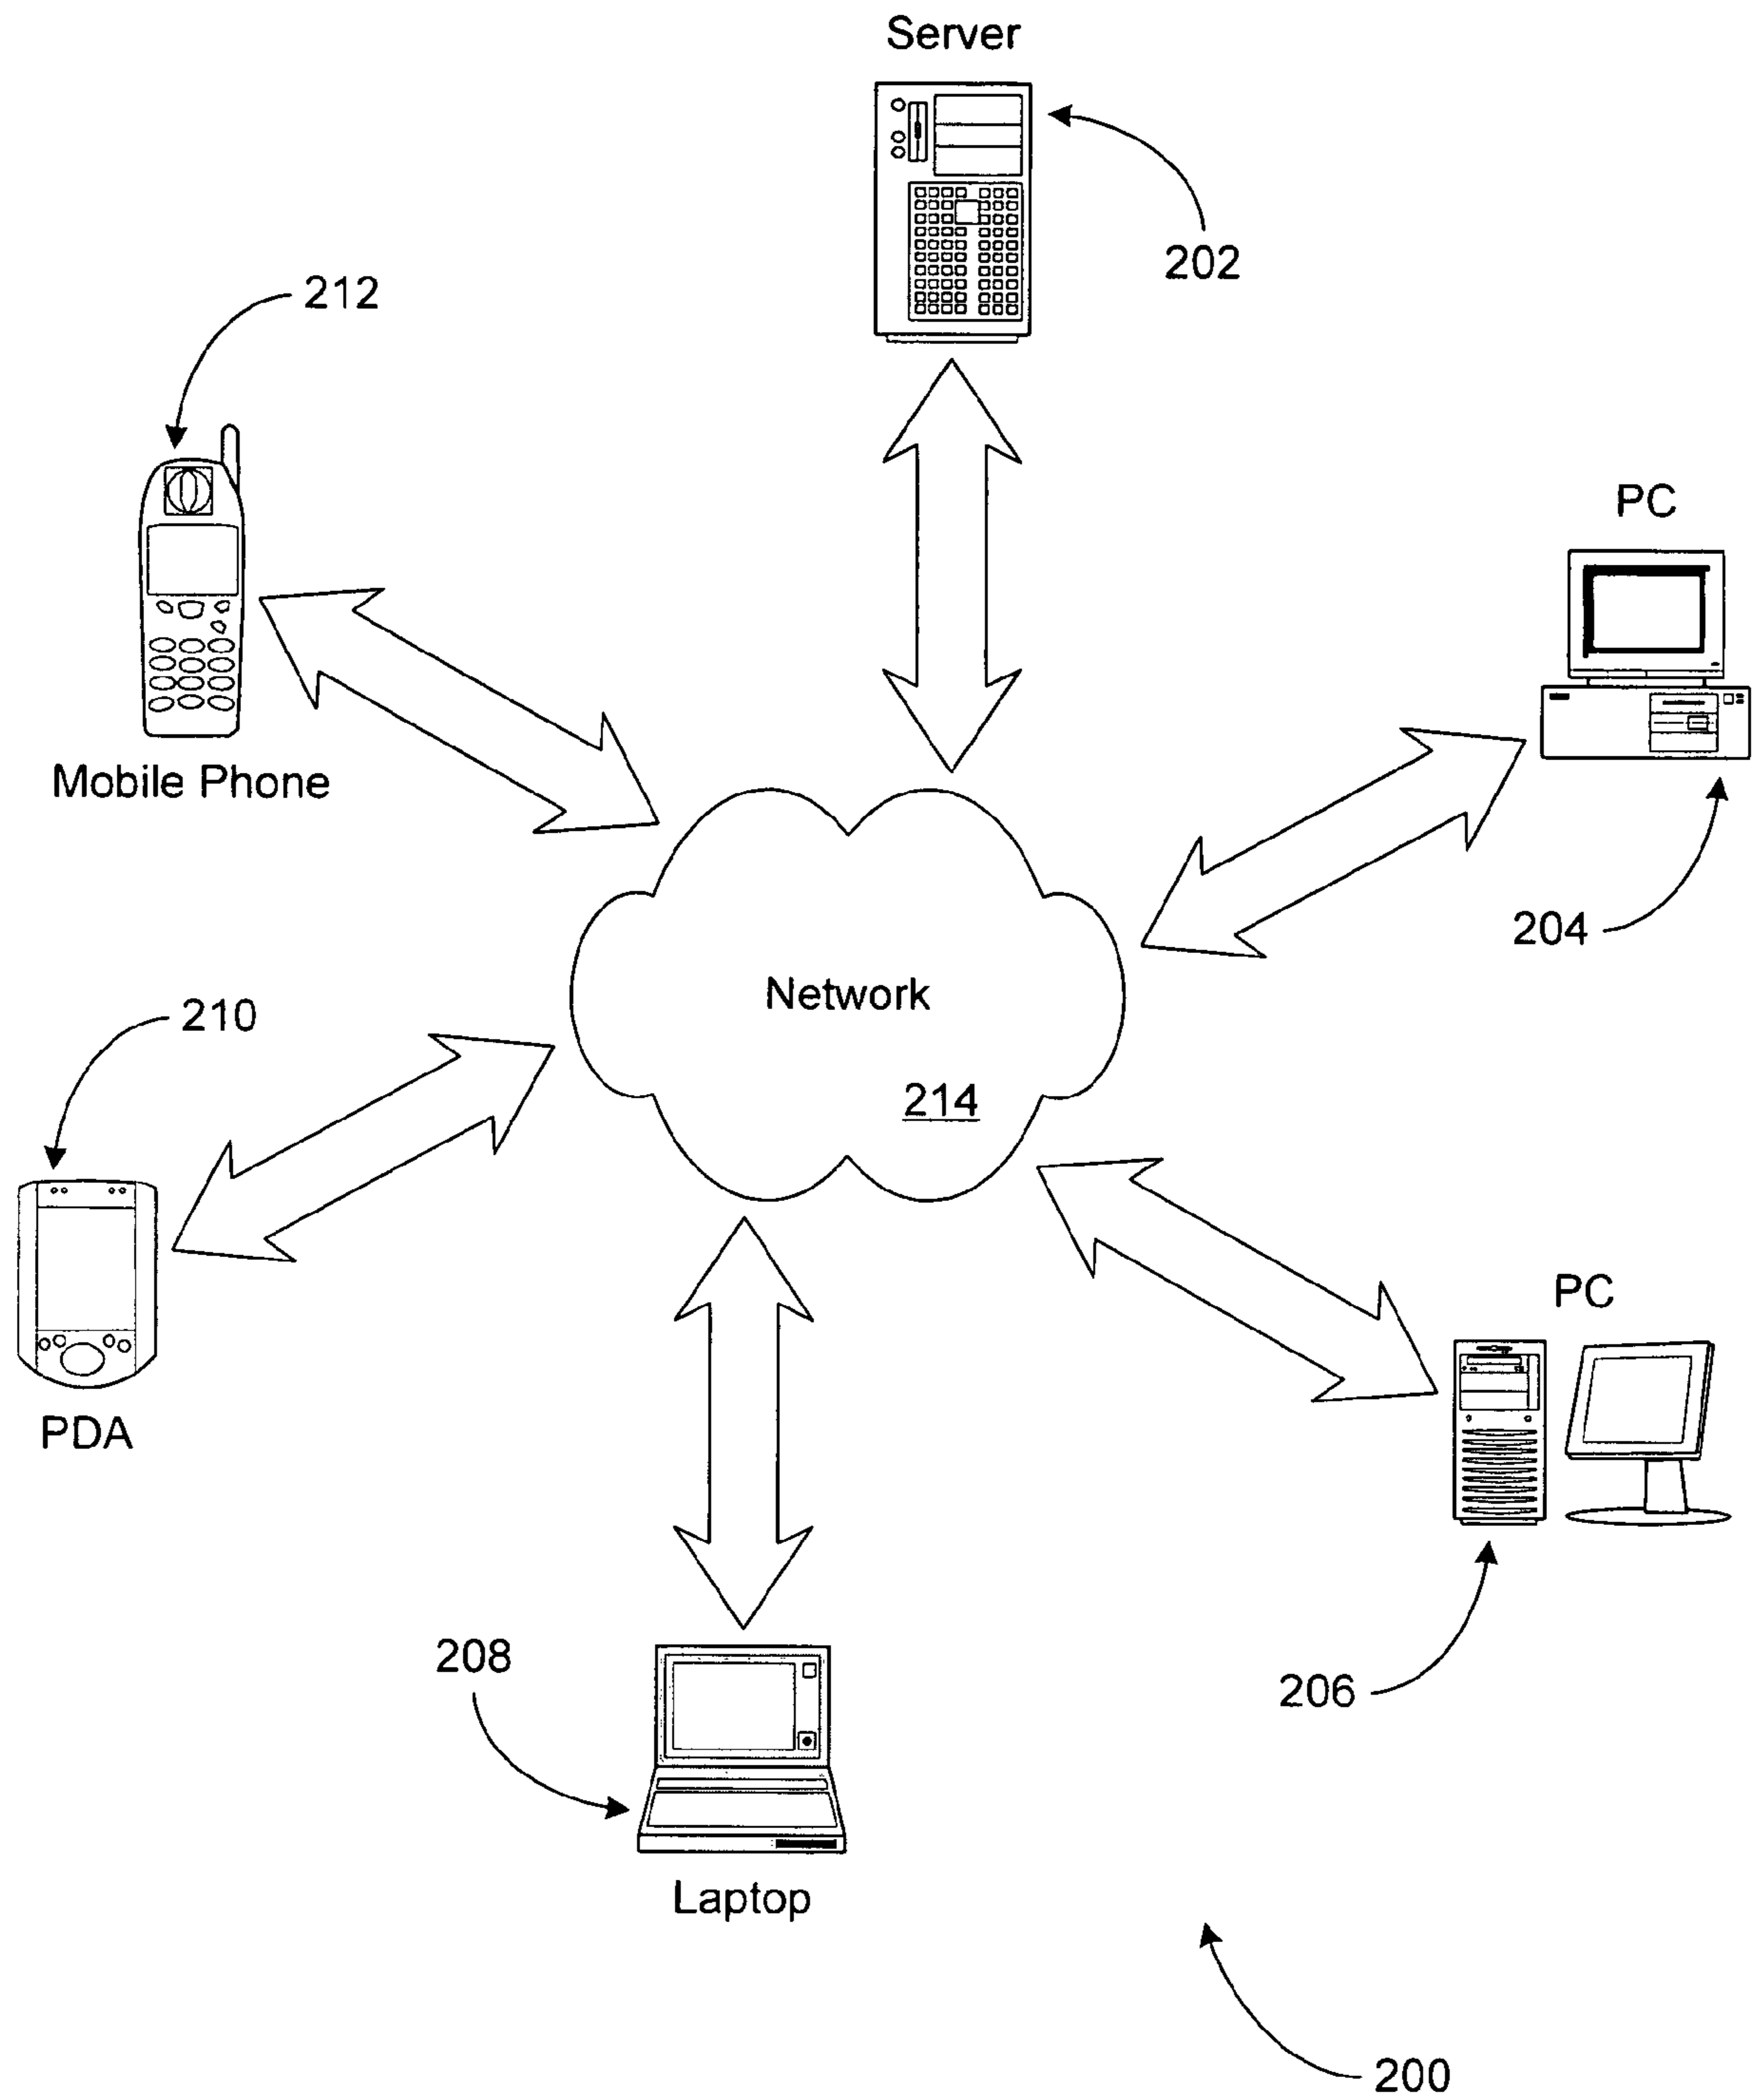 Server
202
212
PC
Mobile Phone
204
Network
210
214
PC
PDA
208
206
Laptop
200